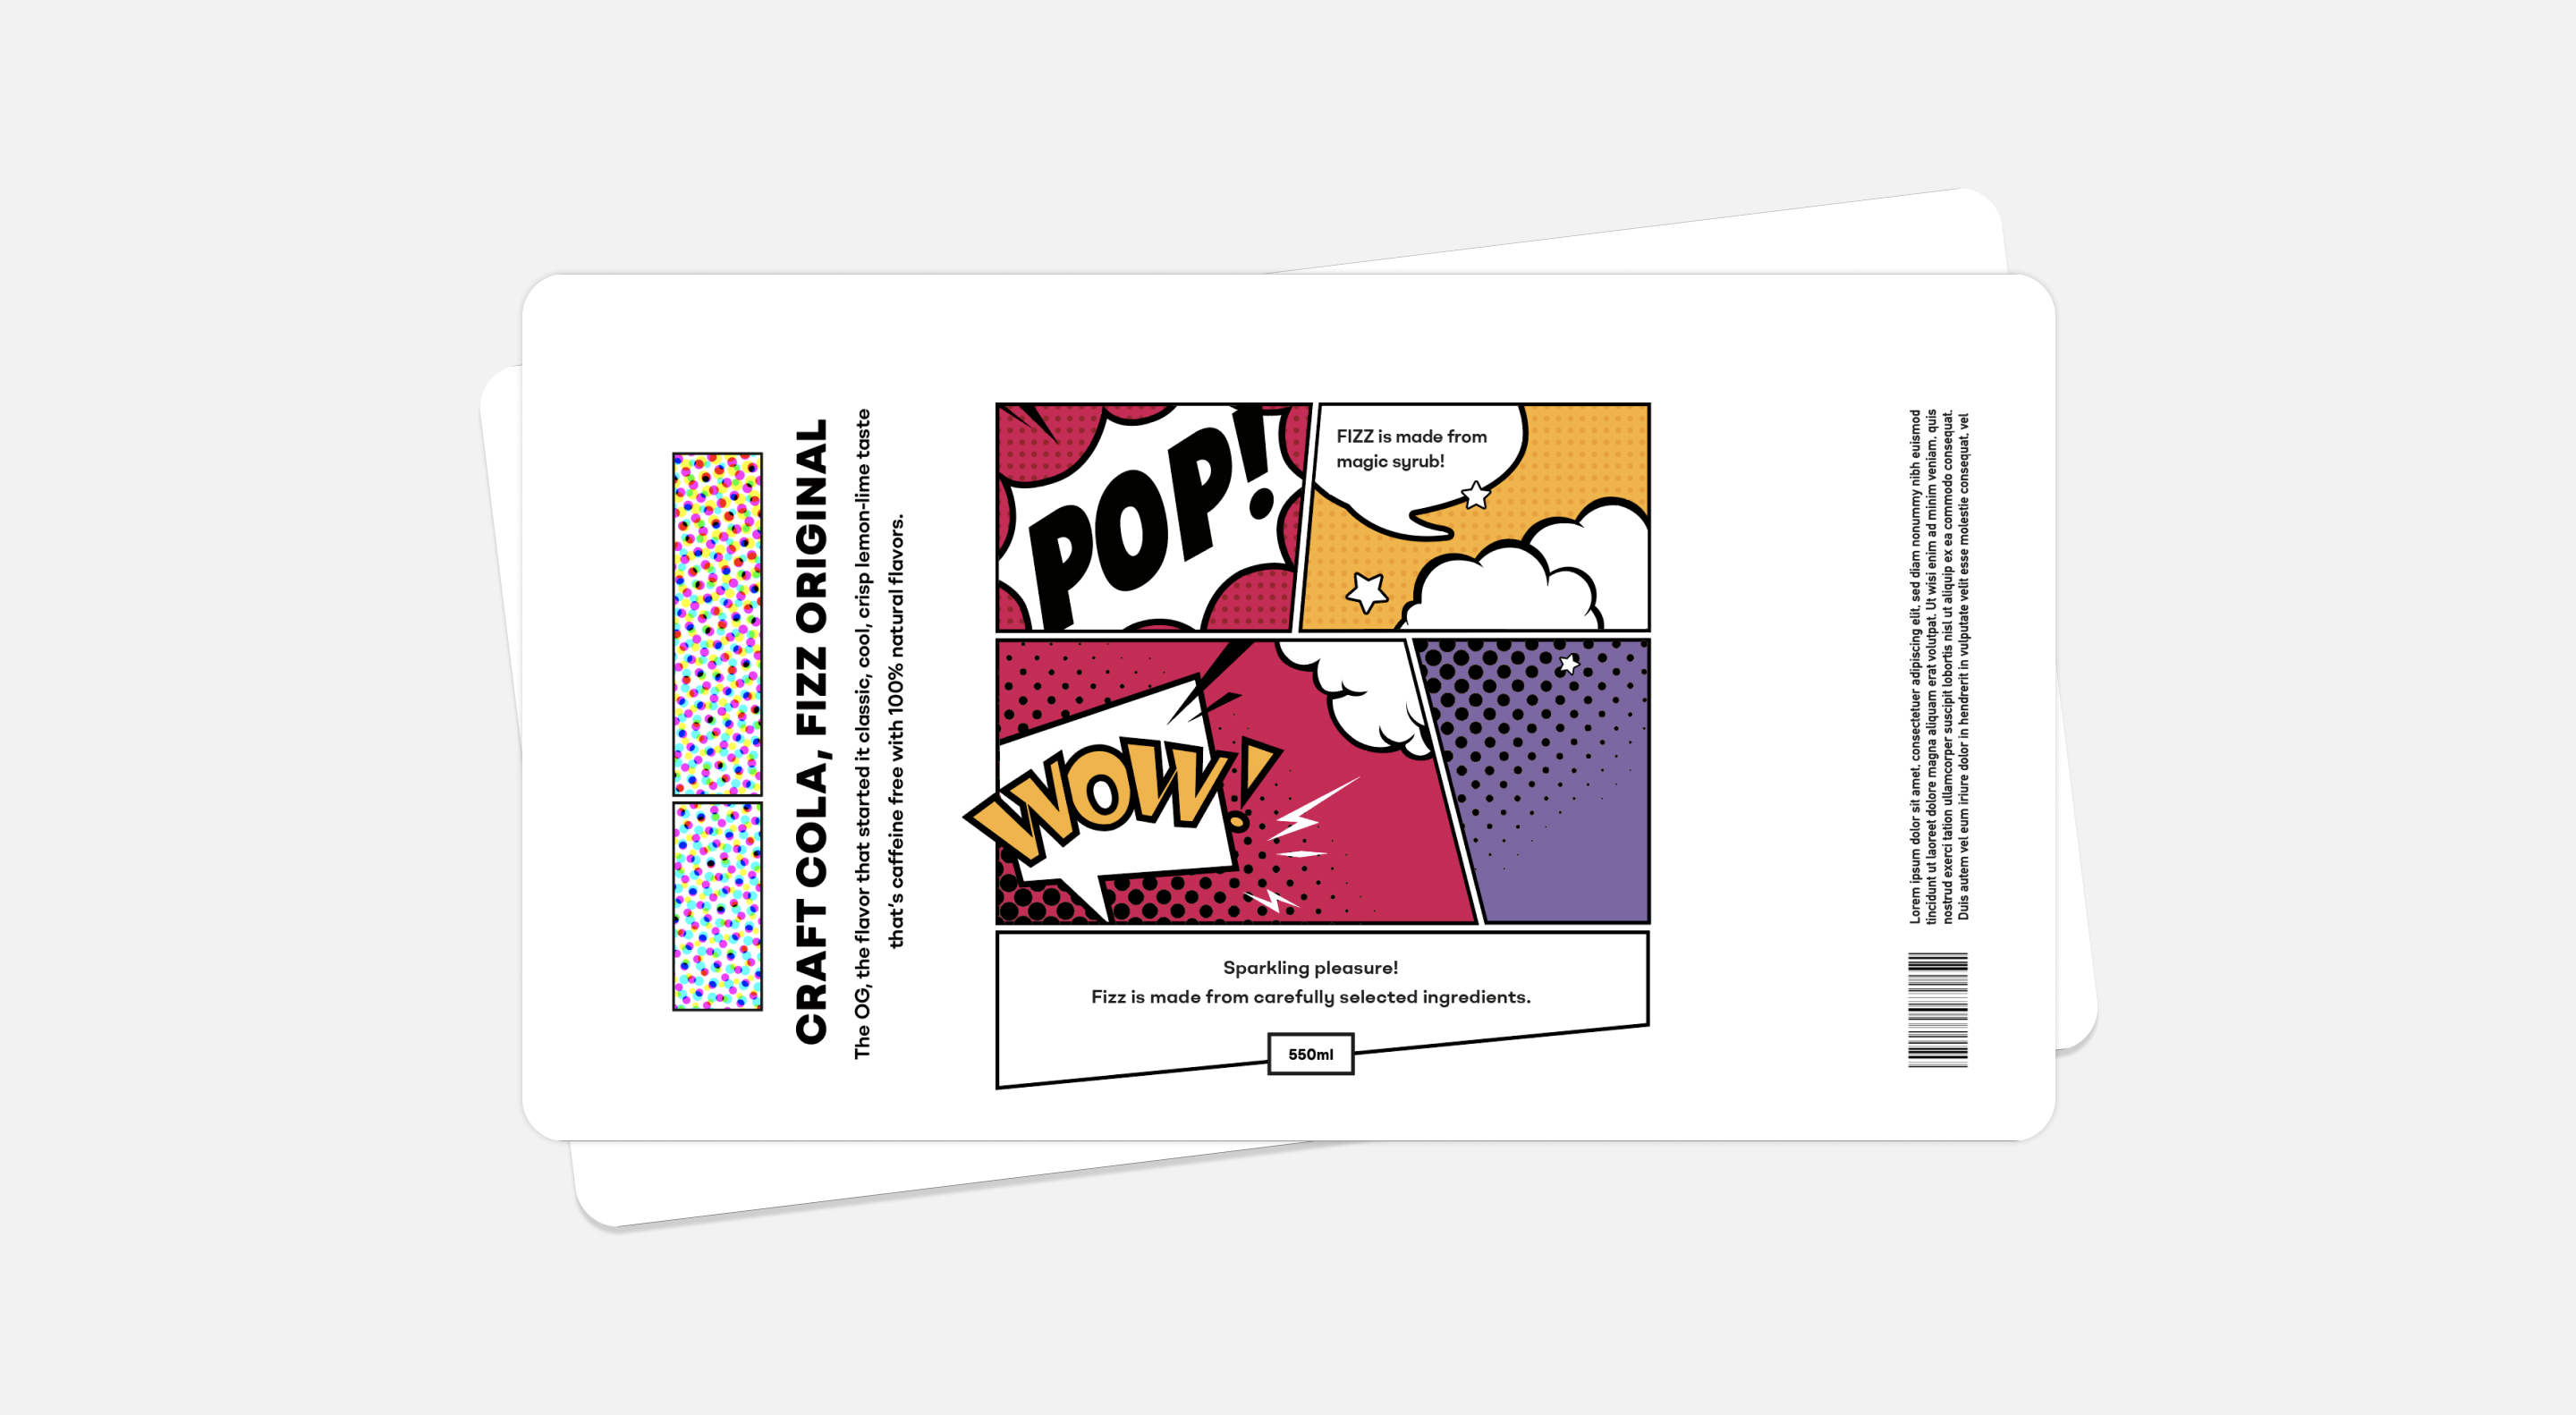 CRAFT COLA, FIZZ ORIGINAL
The OG, the flavor that started it classic, cool, crisp lemon-lime taste
that's caffeine free with 100% natural flavors.
POP!
FIZZ is made from
magic syrub!
WOW!
Sparkling pleasure!
Fizz is made from carefully selected ingredients.
550ml
Lorem ipsum dolor sit amet, consectetuer adipiscing elit, sed diam nonummy nibh euismod
tincidunt ut laoreet dolore magna aliquam erat volutpat. Ut wisi enim ad minim veniam, quis
nostrud exerci tation ullamcorper suscipit lobortis nisl ut aliquip ex ea commodo consequat.
Duis autem vel eum iriure dolor in hendrerit in vulputate velit esse molestie consequat, vel